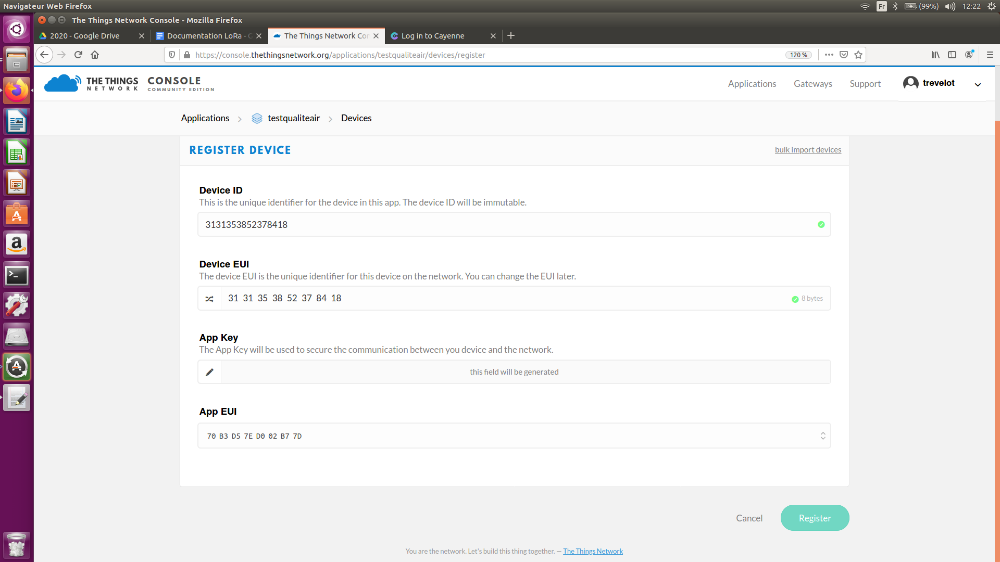 Navigateur Web Firefox
Fr (99%) 12:22
The Things Network Console - Mozilla Firefox
2020 - Google Drive
Documentation LoRa - G
The Things Network Con
Log in to Cayenne
https://console.thethingsnetwork.org/applications/testqualiteair/devices/register
120 %
THE THINGS NETWORK
CONSOLE
COMMUNITY EDITION
Applications Gateways Support trevelot
Applications testqualiteair Devices
REGISTER DEVICE
bulk import devices
Device ID
This is the unique identifier for the device in this app. The device ID will be immutable.
3131353852378418
Device EUI
The device EUI is the unique identifier for this device on the network. You can change the EUI later.
31 31 35 38 52 37 84 18
8 bytes
App Key
The App Key will be used to secure the communication between you device and the network.
this field will be generated
App EUI
70 B3 D5 7E D0 02 B7 7D
Cancel Register
You are the network. Let's build this thing together. — The Things Network